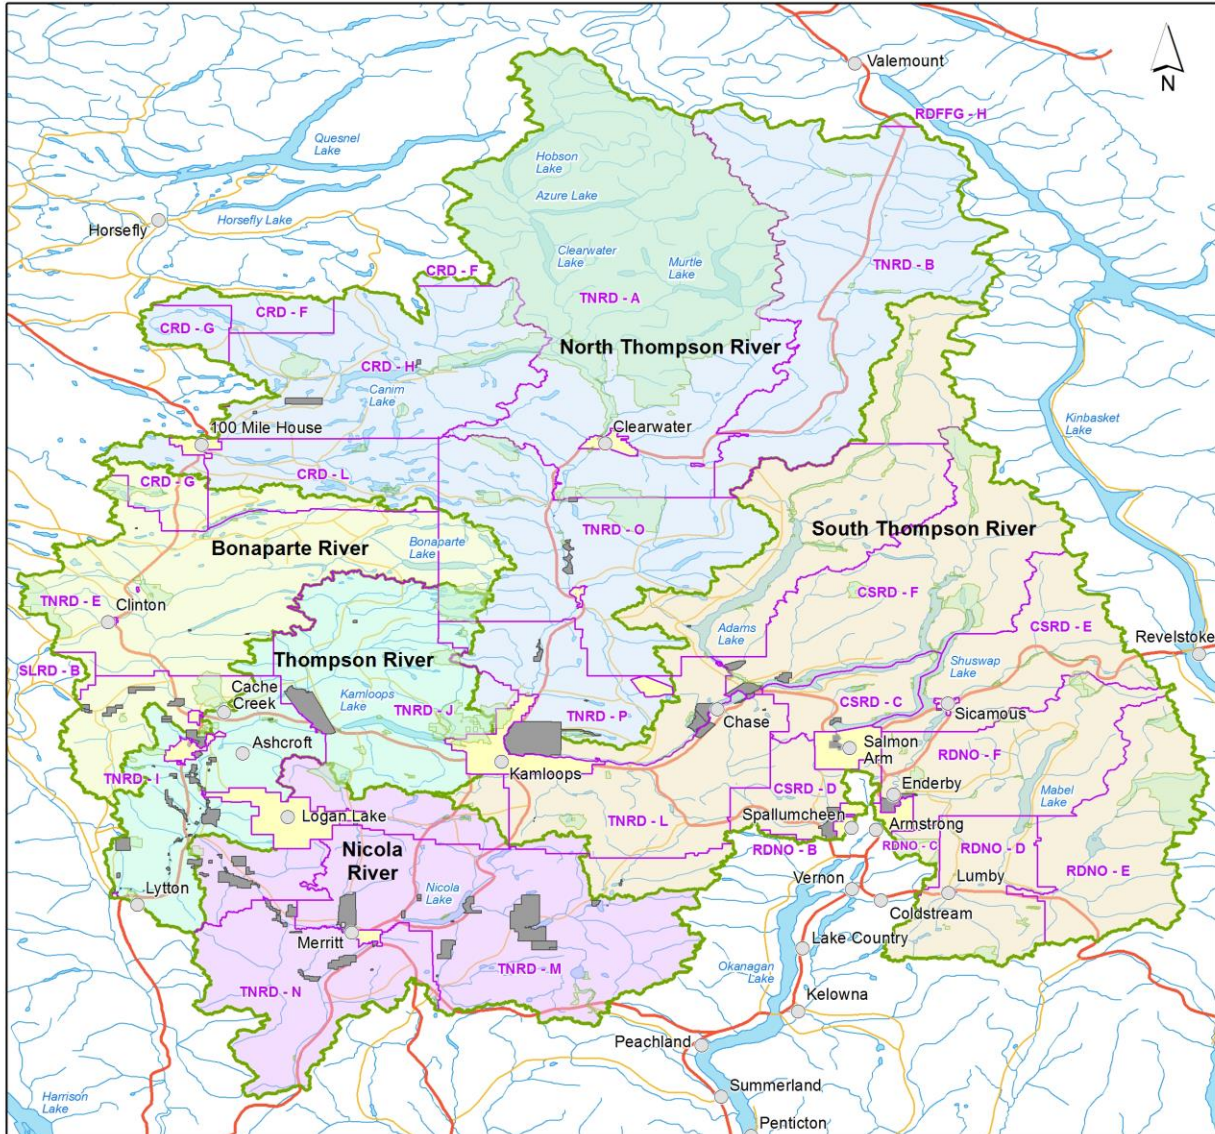 Valemount
N
RDFFG - H
Quesnel
Lake
Hobson
Lake
Azure Lake
Horsefly
Horsefly Lake
Clearwater
Lake
Murtle
Lake
TNRD - B
CRD - F
TNRD - A
CRD - F
CRD - G
North Thompson River
CRD - H
Canim
Lake
Kinbasket
Lake
100 Mile House
Clearwater
CRD - L
CRD - G
TNRD - O
South Thompson River
Bonaparte River
Bonaparte
Lake
TNRD - E
Clinton
CSRD - F
CSRD - E
Adams
Lake
Revelstoke
Thompson River
SLRD - B
Shuswap
Lake
Cache
Creek
Kamloops
Lake
TNRD - J
TNRD - P
Chase
CSRD - C
Sicamous
Ashcroft
Kamloops
Salmon
Arm
RDNO - F
TNRD - I
CSRD - D
Enderby
Mabel
Lake
Logan Lake
TNRD - L
Spallumcheen
Armstrong
Nicola
River
RDNO - B
RDNO - C
RDNO - D
RDNO - E
Lytton
Nicola
Lake
Vernon
Lumby
Coldstream
Merritt
Lake Country
TNRD - M
Okanagan
Lake
TNRD - N
Kelowna
Peachland
Summerland
Harrison
Lake
Penticton